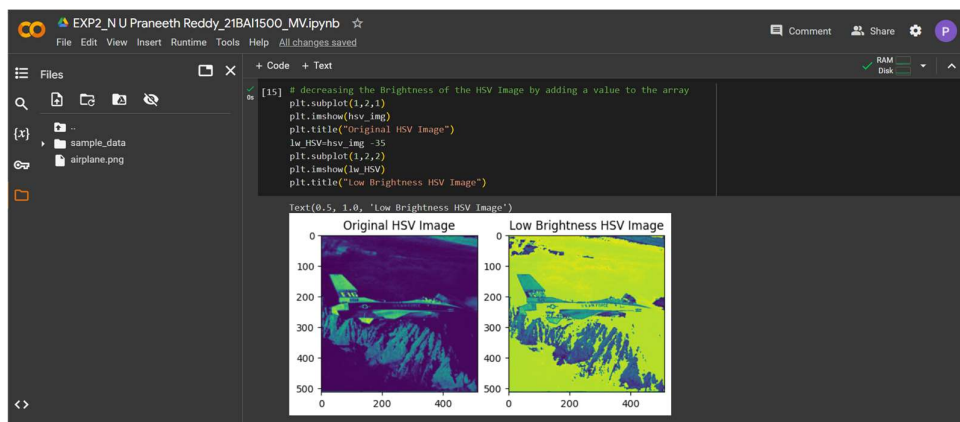 EXP2_N U Praneeth Reddy_21BAI1500_MV.ipynb
File Edit View Insert Runtime Tools Help All changes saved
Comment Share P
Files
+ Code + Text
RAM
Disk
{x}
..
sample_data
airplane.png
<>
0s
[15] # decreasing the Brightness of the HSV Image by adding a value to the array
plt.subplot(1,2,1)
plt.imshow(hsv_img)
plt.title("Original HSV Image")
lw_HSV=hsv_img -35
plt.subplot(1,2,2)
plt.imshow(lw_HSV)
plt.title("Low Brightness HSV Image")
Text(0.5, 1.0, 'Low Brightness HSV Image')
Original HSV Image
0
100
200
300
400
500
0 200 400
Low Brightness HSV Image
0
100
200
300
400
500
0 200 400